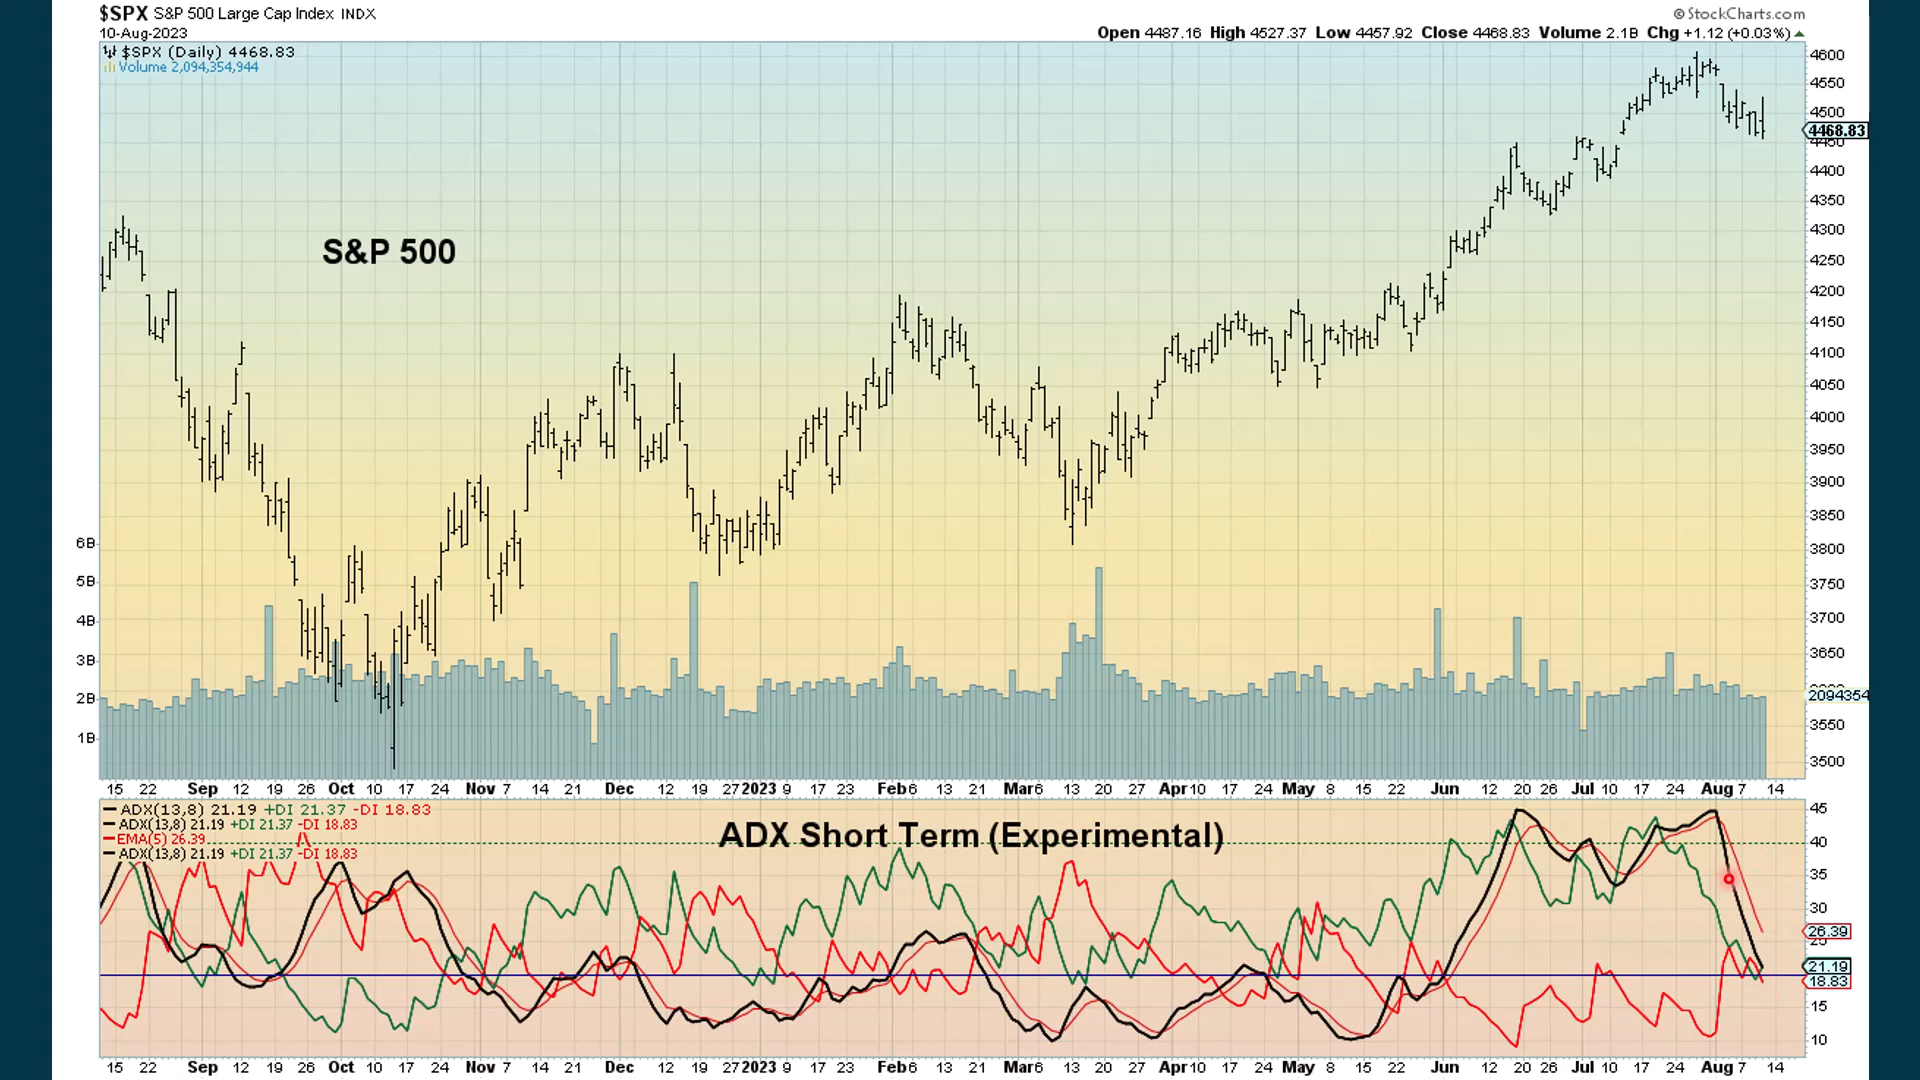 $SPX S&P 500 Large Cap Index INDX
© StockCharts.com
10-Aug-2023
Open 4487.16 High 4527.37 Low 4457.92 Close 4468.83 Volume 2.1B Chg +1.12 (+0.03%)
$SPX (Daily) 4468.83
Volume 2,094,354,944
S&P 500
4600
4550
4500
4468.83
4450
4400
4350
4300
4250
4200
4150
4100
4050
4000
3950
3900
3850
3800
3750
3700
3650
2094354
3550
3500
6B
5B
4B
3B
2B
1B
15 22 Sep 12 19 26 Oct 10 17 24 Nov 7 14 21 Dec 12 19 27 2023 9 17 23 Feb 6 13 21 Mar 6 13 20 27 Apr 10 17 24 May 8 15 22 Jun 12 20 26 Jul 10 17 24 Aug 7 14
ADX(13,8) 21.19 +DI 21.37 -DI 18.83
ADX(13,8) 21.19 +DI 21.37 -DI 18.83
EMA(5) 26.39
ADX(13,8) 21.19 +DI 21.37 -DI 18.83
ADX Short Term (Experimental)
45
40
35
30
26.39
25
21.19
18.83
15
10
15 22 Sep 12 19 26 Oct 10 17 24 Nov 7 14 21 Dec 12 19 27 2023 9 17 23 Feb 6 13 21 Mar 6 13 20 27 Apr 10 17 24 May 8 15 22 Jun 12 20 26 Jul 10 17 24 Aug 7 14